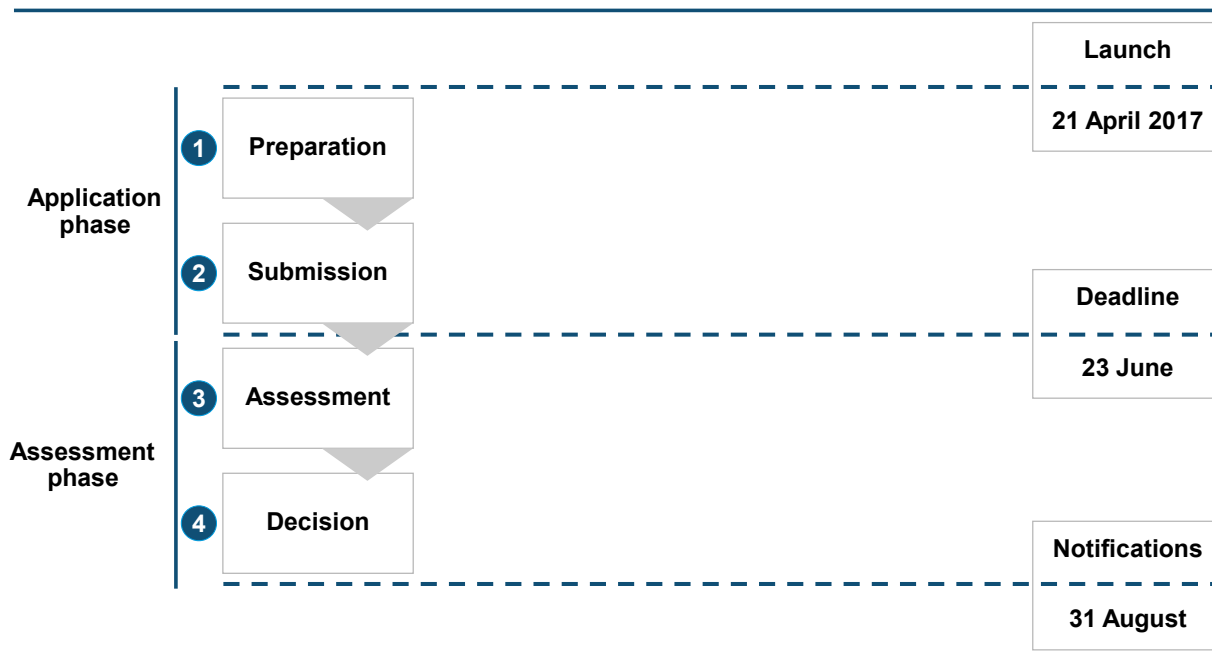 Launch
21 April 2017
1
Preparation
Application
phase
2
Submission
Deadline
23 June
3
Assessment
Assessment
phase
4
Decision
Notifications
31 August